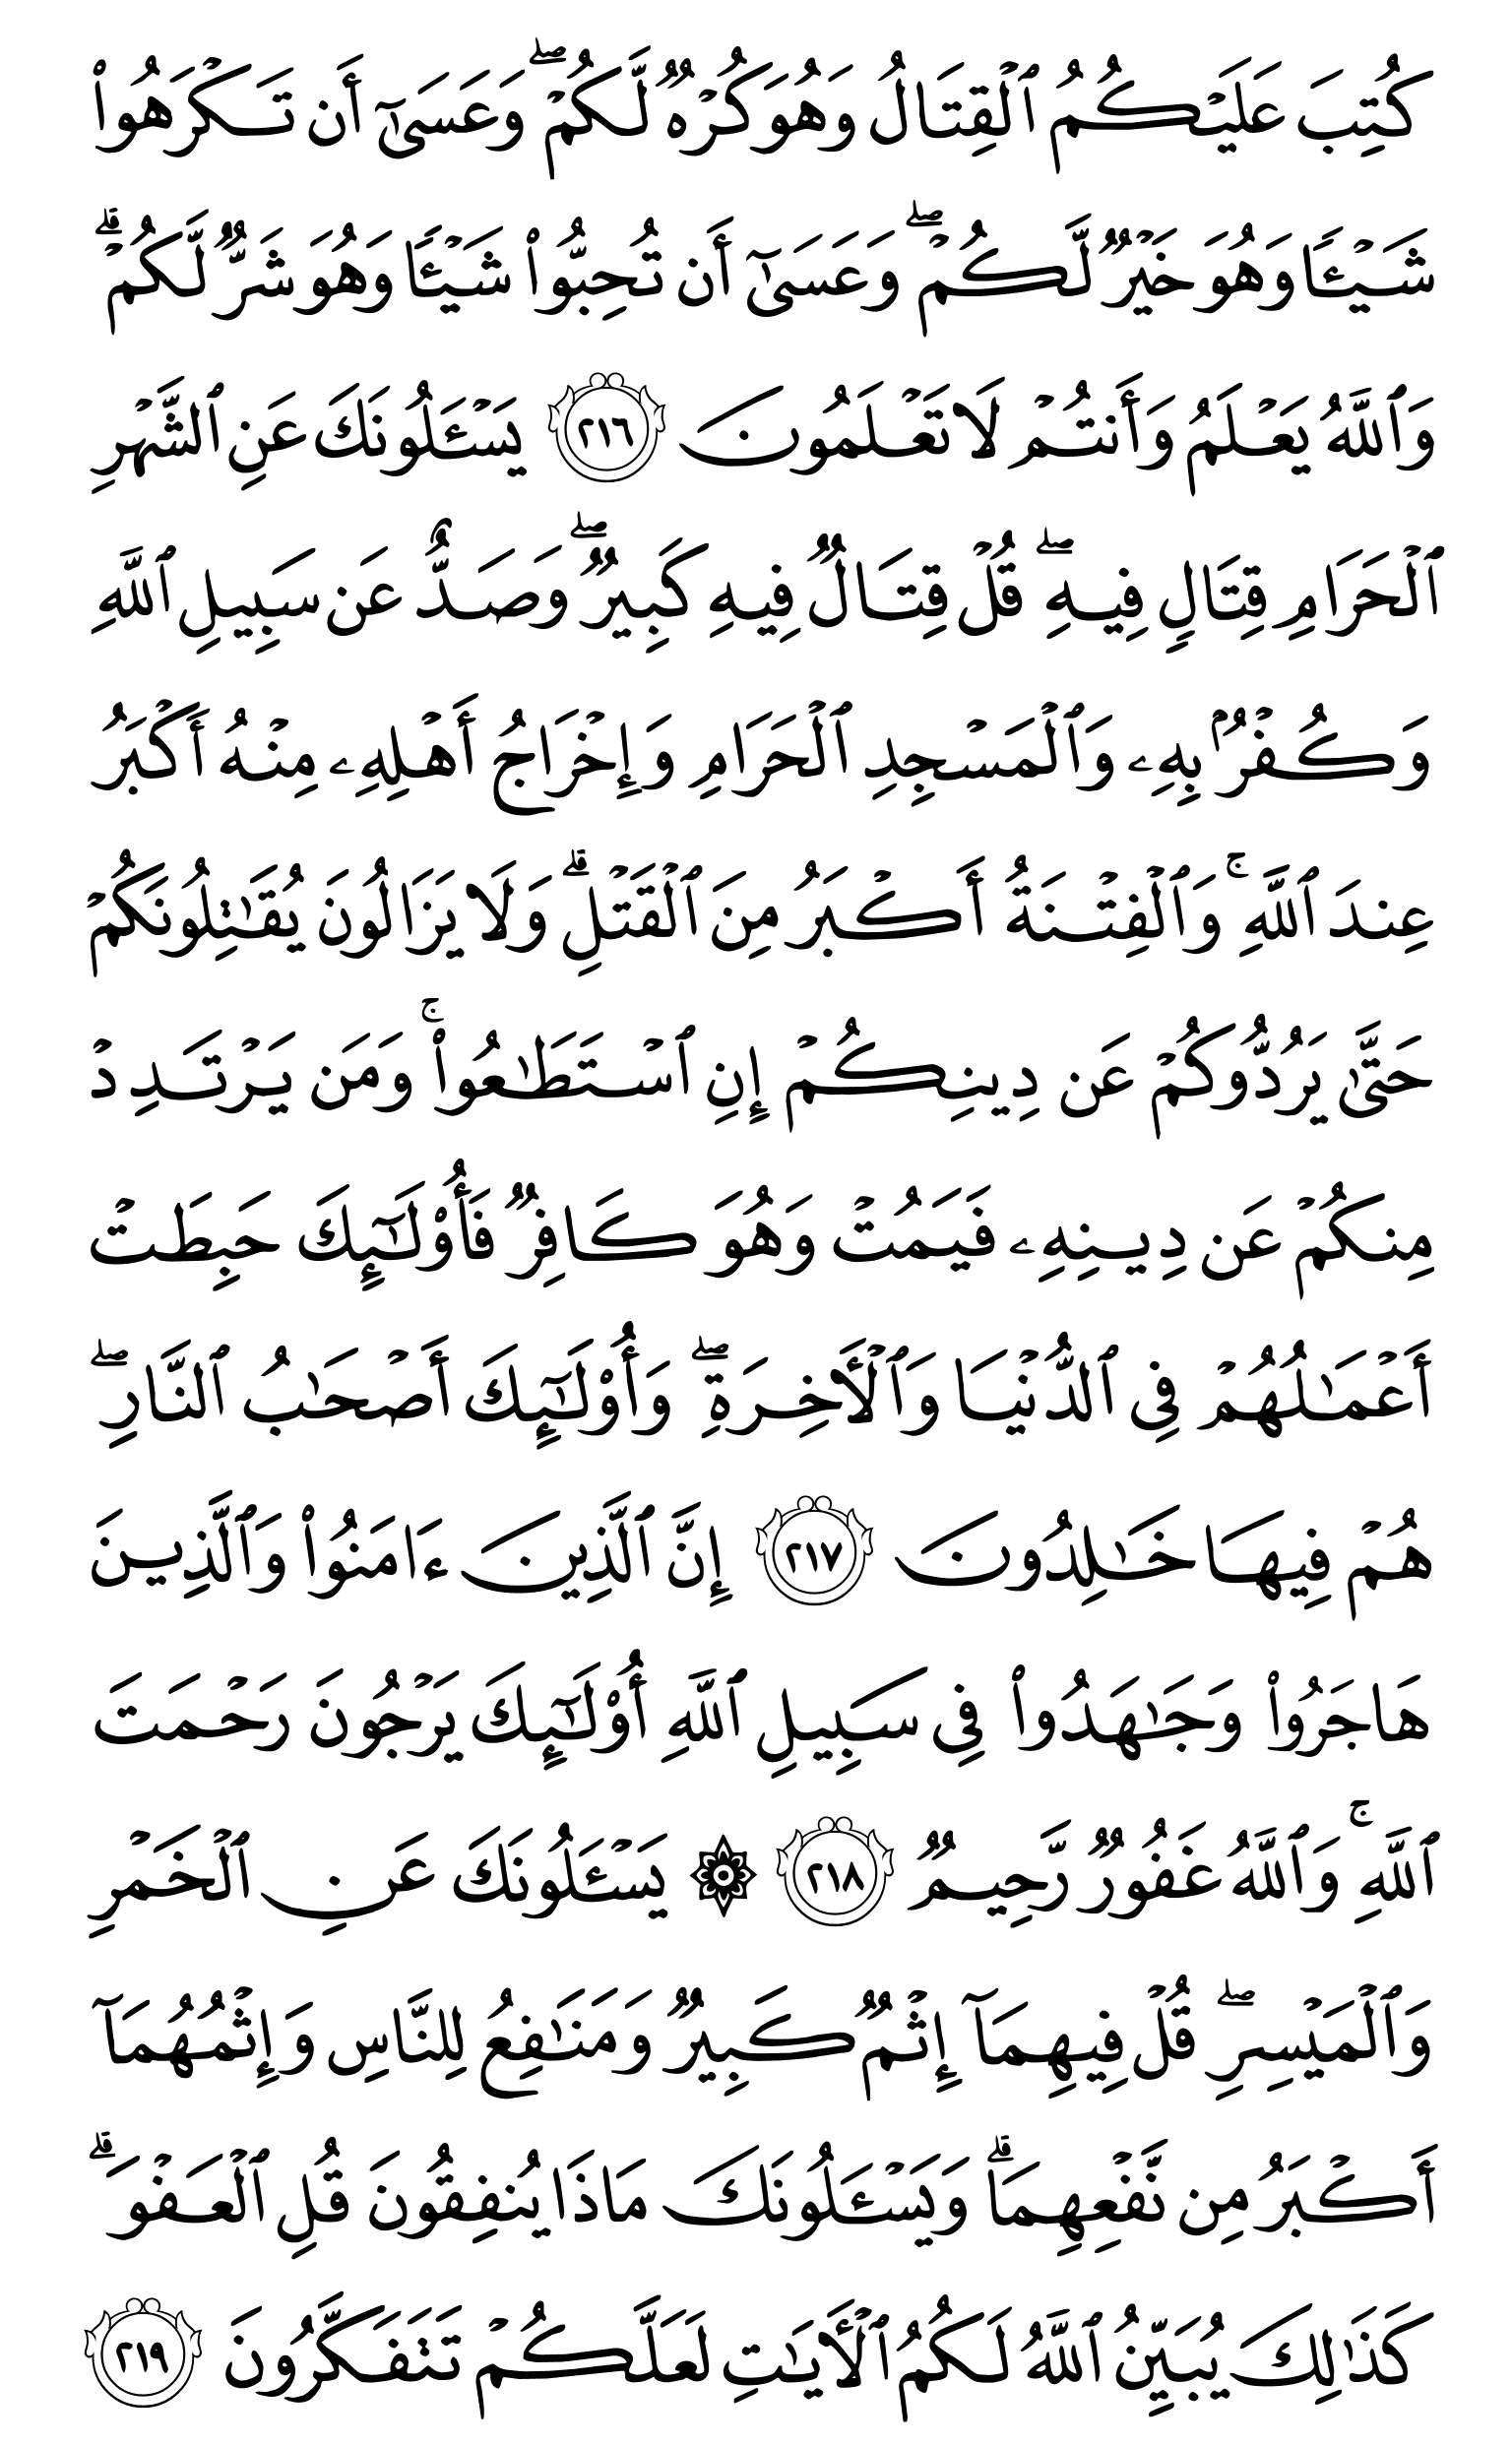 كُتِبَ عَلَيۡكُمُ ٱلۡقِتَالُ وَهُوَ كُرۡهٞ لَّكُمۡۖ وَعَسَىٰٓ أَن تَكۡرَهُواْ
شَيۡـٔٗا وَهُوَ خَيۡرٞ لَّكُمۡۖ وَعَسَىٰٓ أَن تُحِبُّواْ شَيۡـٔٗا وَهُوَ شَرّٞ لَّكُمۡۚ
وَٱللَّهُ يَعۡلَمُ وَأَنتُمۡ لَا تَعۡلَمُونَ ٢١٦ يَسۡـَٔلُونَكَ عَنِ ٱلشَّهۡرِ
ٱلۡحَرَامِ قِتَالٖ فِيهِۖ قُلۡ قِتَالٞ فِيهِ كَبِيرٞۖ وَصَدٌّ عَن سَبِيلِ ٱللَّهِ
وَكُفۡرُۢ بِهِۦ وَٱلۡمَسۡجِدِ ٱلۡحَرَامِ وَإِخۡرَاجُ أَهۡلِهِۦ مِنۡهُ أَكۡبَرُ
عِندَ ٱللَّهِۚ وَٱلۡفِتۡنَةُ أَكۡبَرُ مِنَ ٱلۡقَتۡلِۗ وَلَا يَزَالُونَ يُقَٰتِلُونَكُمۡ
حَتَّىٰ يَرُدُّوكُمۡ عَن دِينِكُمۡ إِنِ ٱسۡتَطَٰعُواْۚ وَمَن يَرۡتَدِدۡ
مِنكُمۡ عَن دِينِهِۦ فَيَمُتۡ وَهُوَ كَافِرٞ فَأُوْلَٰٓئِكَ حَبِطَتۡ
أَعۡمَٰلُهُمۡ فِي ٱلدُّنۡيَا وَٱلۡأٓخِرَةِۖ وَأُوْلَٰٓئِكَ أَصۡحَٰبُ ٱلنَّارِۖ
هُمۡ فِيهَا خَٰلِدُونَ ٢١٧ إِنَّ ٱلَّذِينَ ءَامَنُواْ وَٱلَّذِينَ
هَاجَرُواْ وَجَٰهَدُواْ فِي سَبِيلِ ٱللَّهِ أُوْلَٰٓئِكَ يَرۡجُونَ رَحۡمَتَ
ٱللَّهِۚ وَٱللَّهُ غَفُورٞ رَّحِيمٞ ٢١٨ ۞ يَسۡـَٔلُونَكَ عَنِ ٱلۡخَمۡرِ
وَٱلۡمَيۡسِرِۖ قُلۡ فِيهِمَآ إِثۡمٞ كَبِيرٞ وَمَنَٰفِعُ لِلنَّاسِ وَإِثۡمُهُمَآ
أَكۡبَرُ مِن نَّفۡعِهِمَاۗ وَيَسۡـَٔلُونَكَ مَاذَا يُنفِقُونَ قُلِ ٱلۡعَفۡوَۗ
كَذَٰلِكَ يُبَيِّنُ ٱللَّهُ لَكُمُ ٱلۡأٓيَٰتِ لَعَلَّكُمۡ تَتَفَكَّرُونَ ٢١٩